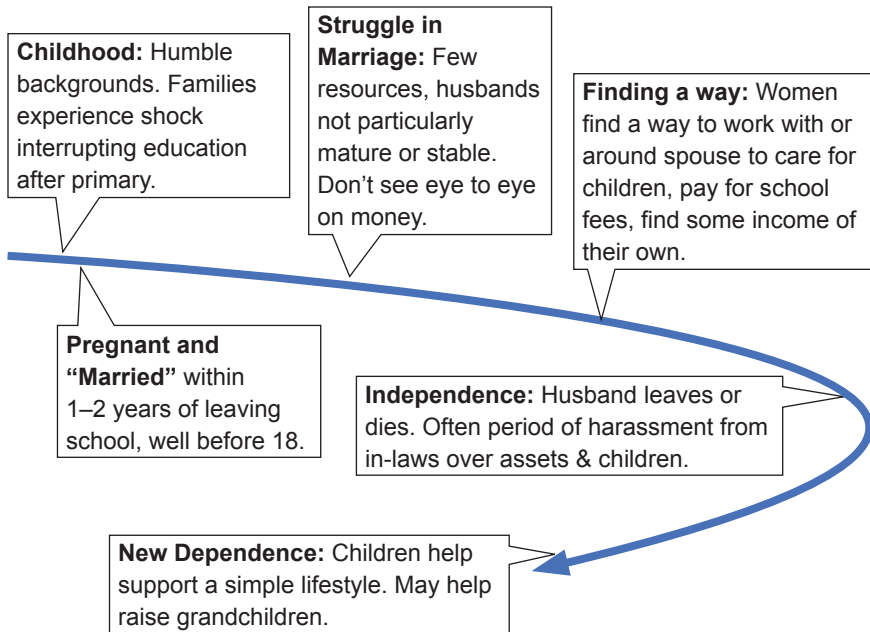 Childhood: Humble
backgrounds. Families
experience shock
interrupting education
after primary.
Pregnant and
“Married” within
1–2 years of leaving
school, well before 18.
Struggle in
Marriage: Few
resources, husbands
not particularly
mature or stable.
Don’t see eye to eye
on money.
Finding a way: Women
find a way to work with or
around spouse to care for
children, pay for school
fees, find some income of
their own.
Independence: Husband leaves or
dies. Often period of harassment from
in-laws over assets & children.
New Dependence: Children help
support a simple lifestyle. May help
raise grandchildren.